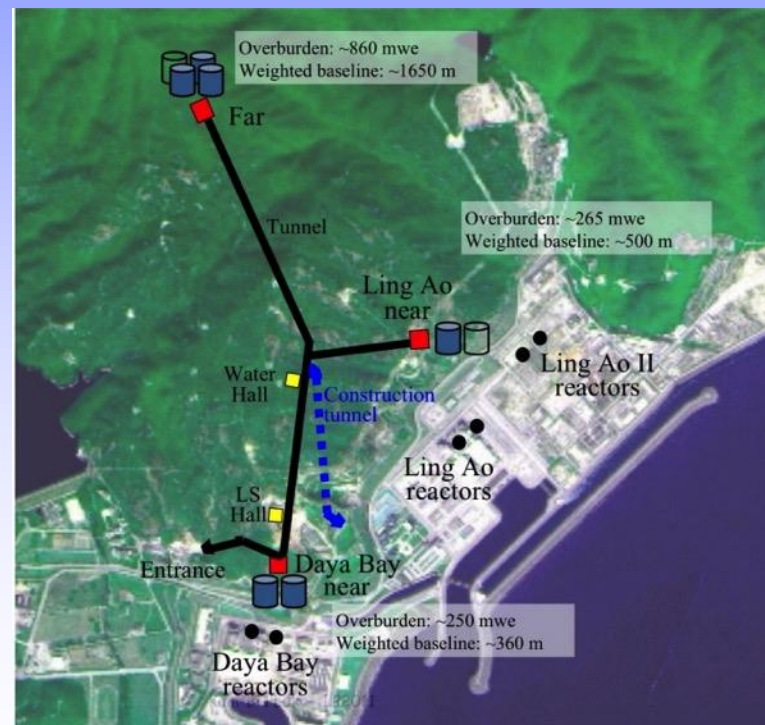 Overburden: ~860 mwe
Weighted baseline: ~1650 m
Far
Tunnel
Overburden: ~265 mwe
Weighted baseline: ~500 m
Ling Ao
near
Ling Ao II
reactors
Water
Hall
Construction
tunnel
Ling Ao
reactors
LS
Hall
Entrance
Daya Bay
near
Overburden: ~250 mwe
Weighted baseline: ~360 m
Daya Bay
reactors